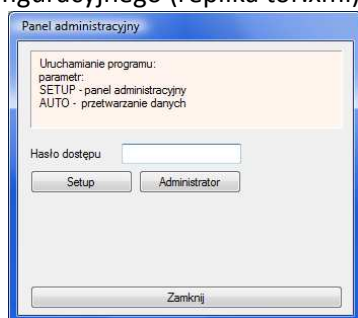 Panel administracyjny
Uruchamianie programu:
parametr:
SETUP - panel administracyjny
AUTO - przetwarzanie danych
Hasło dostępu
Setup Administrator
Zamknij